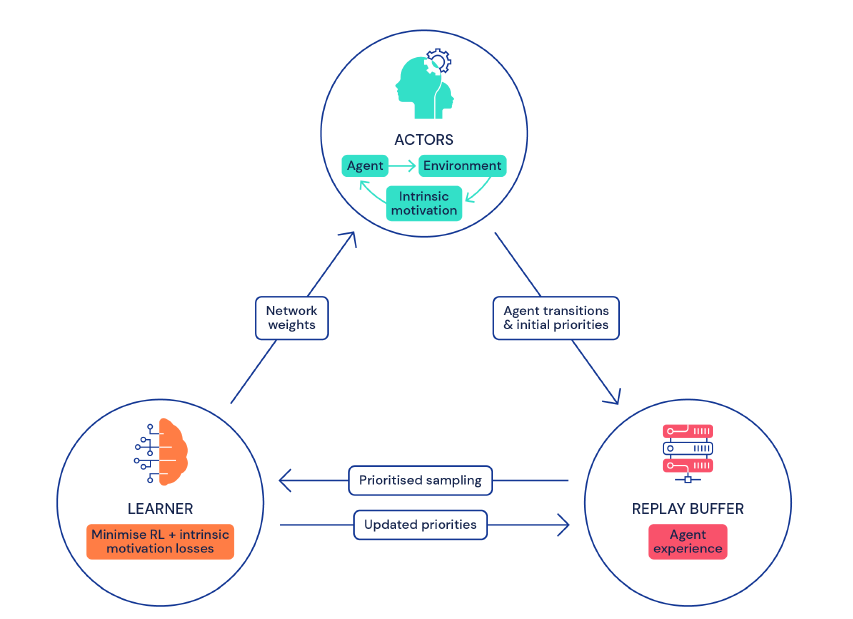 ACTORS
Agent
Environment
Intrinsic
motivation
Network
weights
Agent transitions
& initial priorities
Prioritised sampling
Updated priorities
LEARNER
Minimise RL + intrinsic
motivation losses
REPLAY BUFFER
Agent
experience